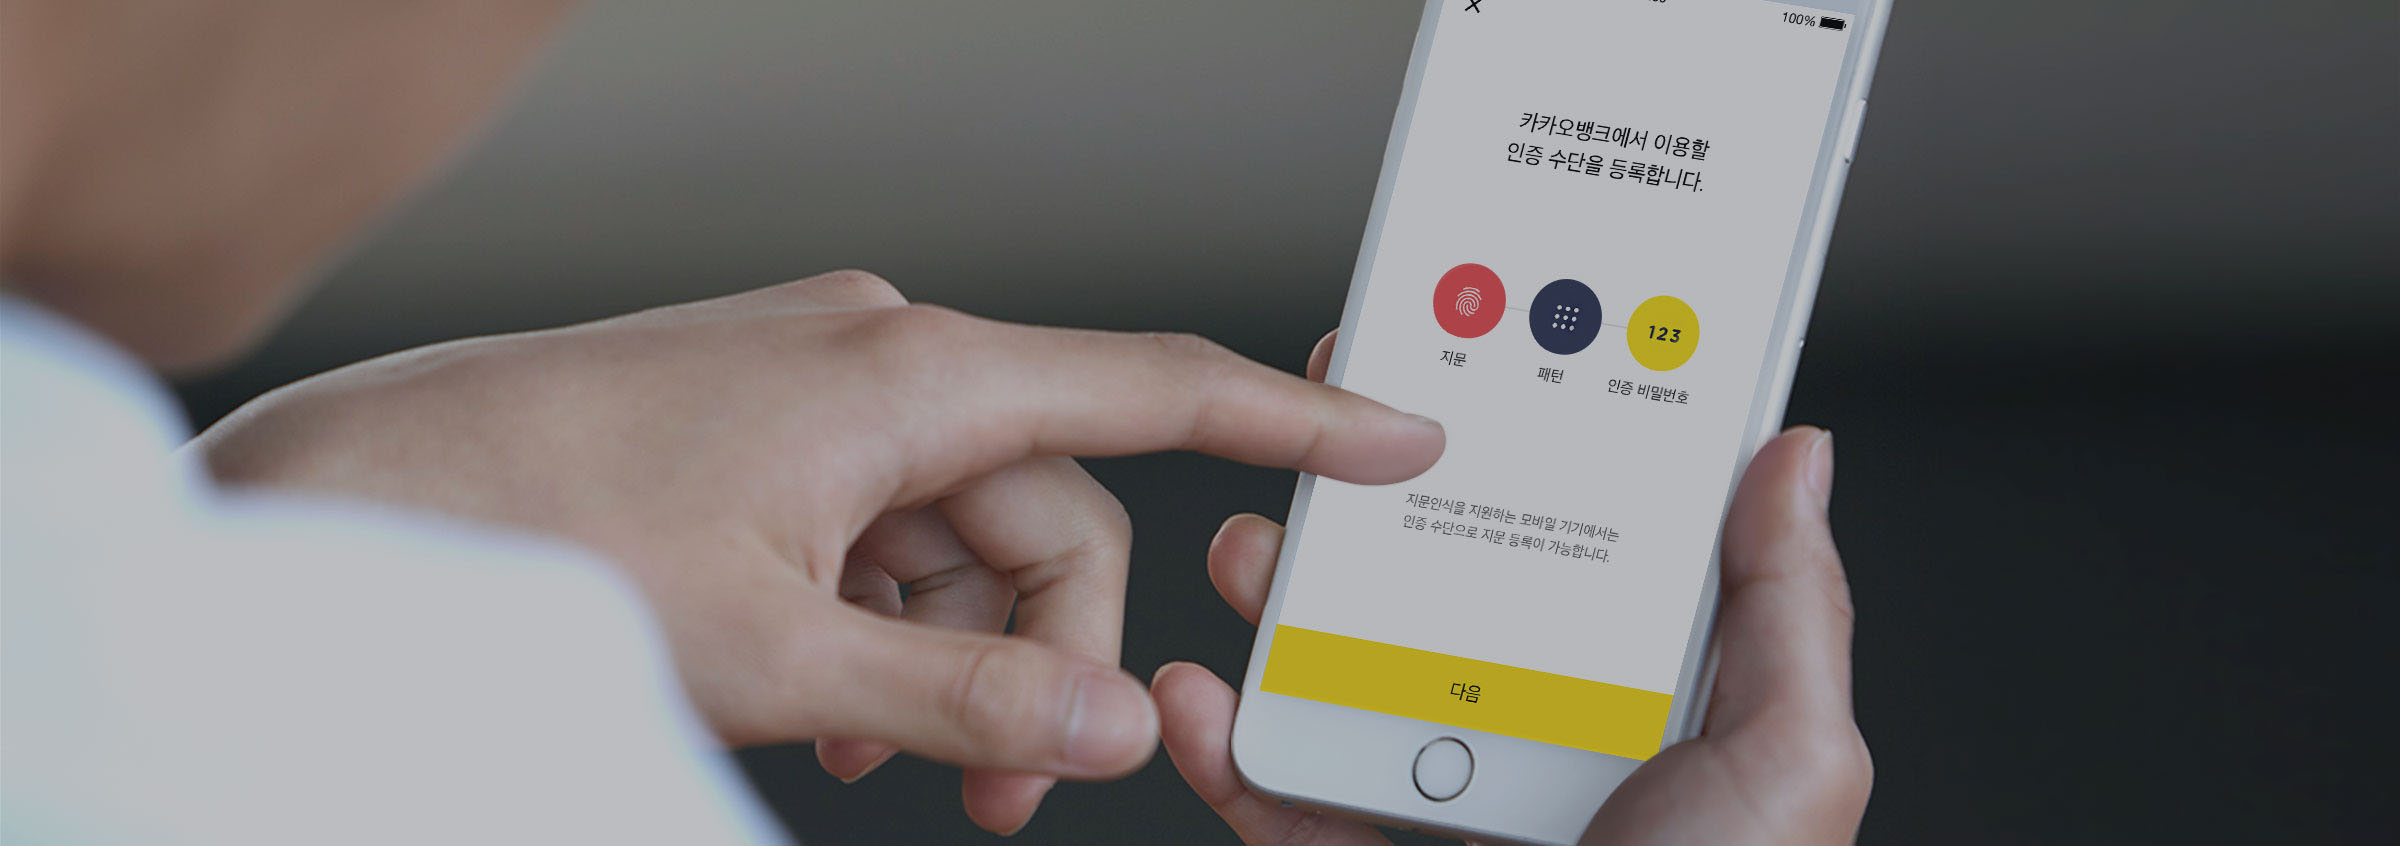 100%
카카오뱅크에서 이용할
인증 수단을 등록합니다.
123
지문
패턴
인증 비밀번호
지문인식을 지원하는 모바일 기기에서는
인증 수단으로 지문 등록이 가능합니다.
다음